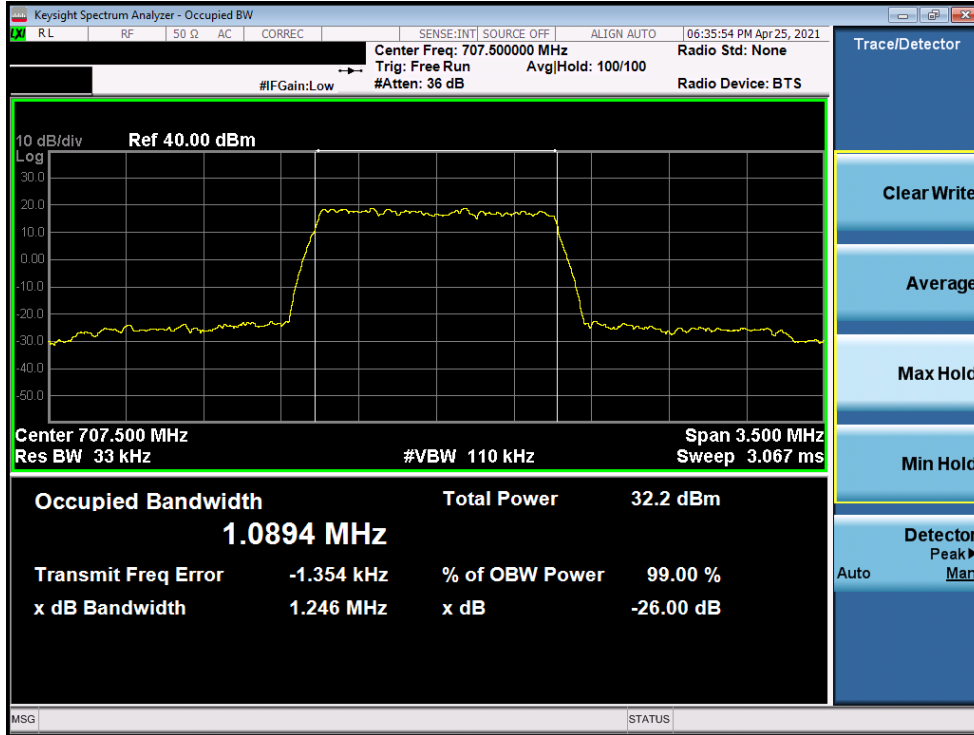 Keysight Spectrum Analyzer - Occupied BW
LXI RL RF 50 Ω AC CORREC SENSE:INT SOURCE OFF ALIGN AUTO 06:35:54 PM Apr 25, 2021
Center Freq: 707.500000 MHz Radio Std: None
Trig: Free Run Avg|Hold: 100/100
#IFGain:Low #Atten: 36 dB Radio Device: BTS
Trace/Detector
10 dB/div Ref 40.00 dBm
Log
30.0
20.0
10.0
0.00
-10.0
-20.0
-30.0
-40.0
-50.0
Center 707.500 MHz Span 3.500 MHz
Res BW 33 kHz #VBW 110 kHz Sweep 3.067 ms
Occupied Bandwidth Total Power 32.2 dBm
1.0894 MHz
Transmit Freq Error -1.354 kHz % of OBW Power 99.00 %
x dB Bandwidth 1.246 MHz x dB -26.00 dB
Clear Write
Average
Max Hold
Min Hold
Detector
Peak▶
Auto Man
MSG STATUS